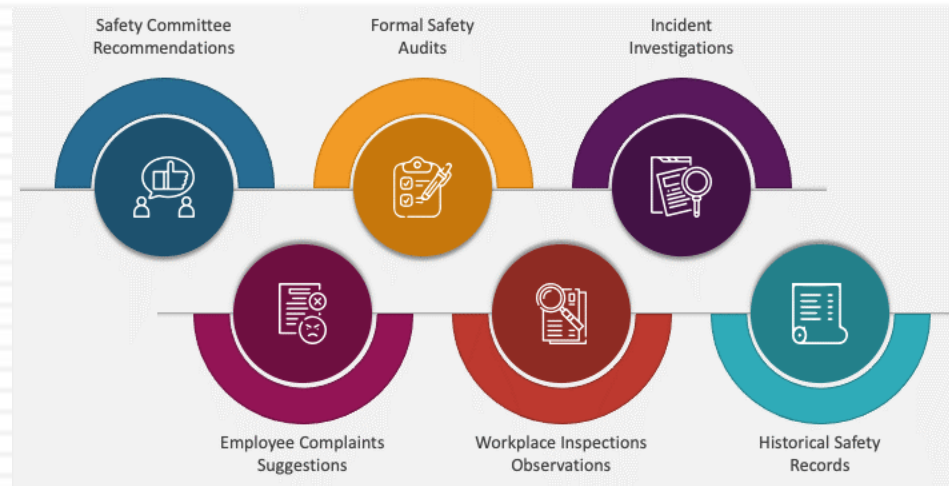 Safety Committee
Recommendations
Formal Safety
Audits
Incident
Investigations
Employee Complaints
Suggestions
Workplace Inspections
Observations
Historical Safety
Records